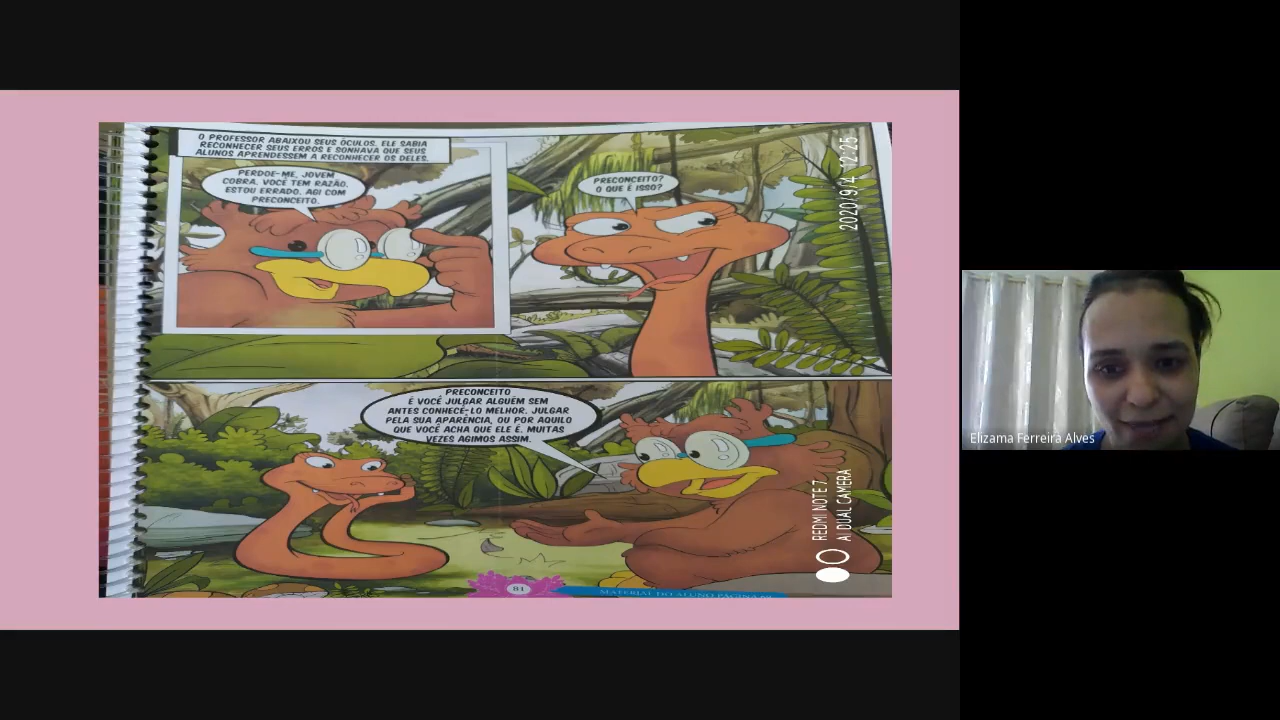 O PROFESSOR ABAIXOU SEUS ÓCULOS. ELE SABIA
RECONHECER SEUS ERROS E SONHAVA QUE SEUS
ALUNOS APRENDESSEM A RECONHECER OS DELES.
PERDOE-ME, JOVEM
COBRA. VOCÊ TEM RAZÃO,
ESTOU ERRADO. AGI COM
PRECONCEITO.
PRECONCEITO?
O QUE É ISSO?
2020/9/4 12:25
PRECONCEITO
É VOCÊ JULGAR ALGUÉM SEM
ANTES CONHECÊ-LO MELHOR. JULGAR
PELA SUA APARÊNCIA, OU POR AQUILO
QUE VOCÊ ACHA QUE ELE É. MUITAS
VEZES AGIMOS ASSIM.
REDMI NOTE 7
AI DUAL CAMERA
81
MATERIAL DO ALUNO PÁGINA
Elizama Ferreira Alves